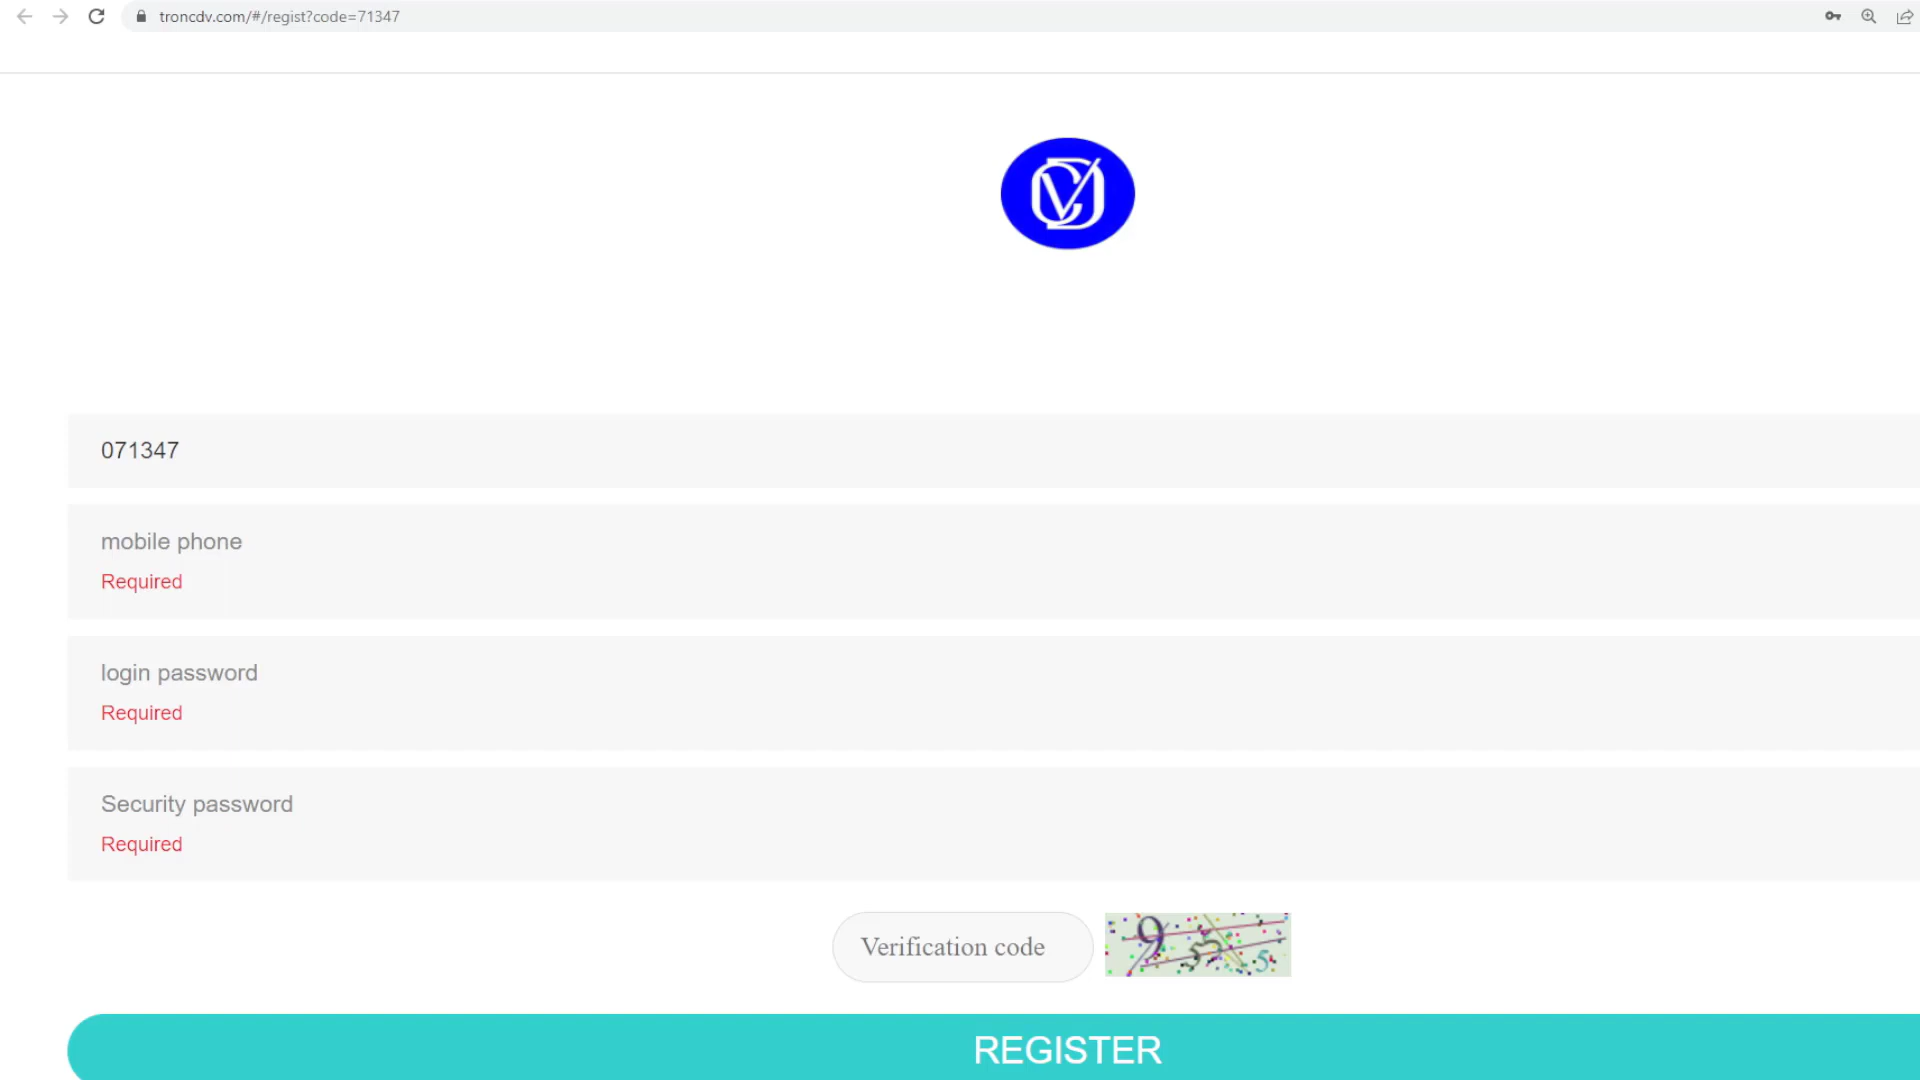 troncdv.com/#/regist?code=71347
071347
mobile phone
Required
login password
Required
Security password
Required
Verification code
REGISTER